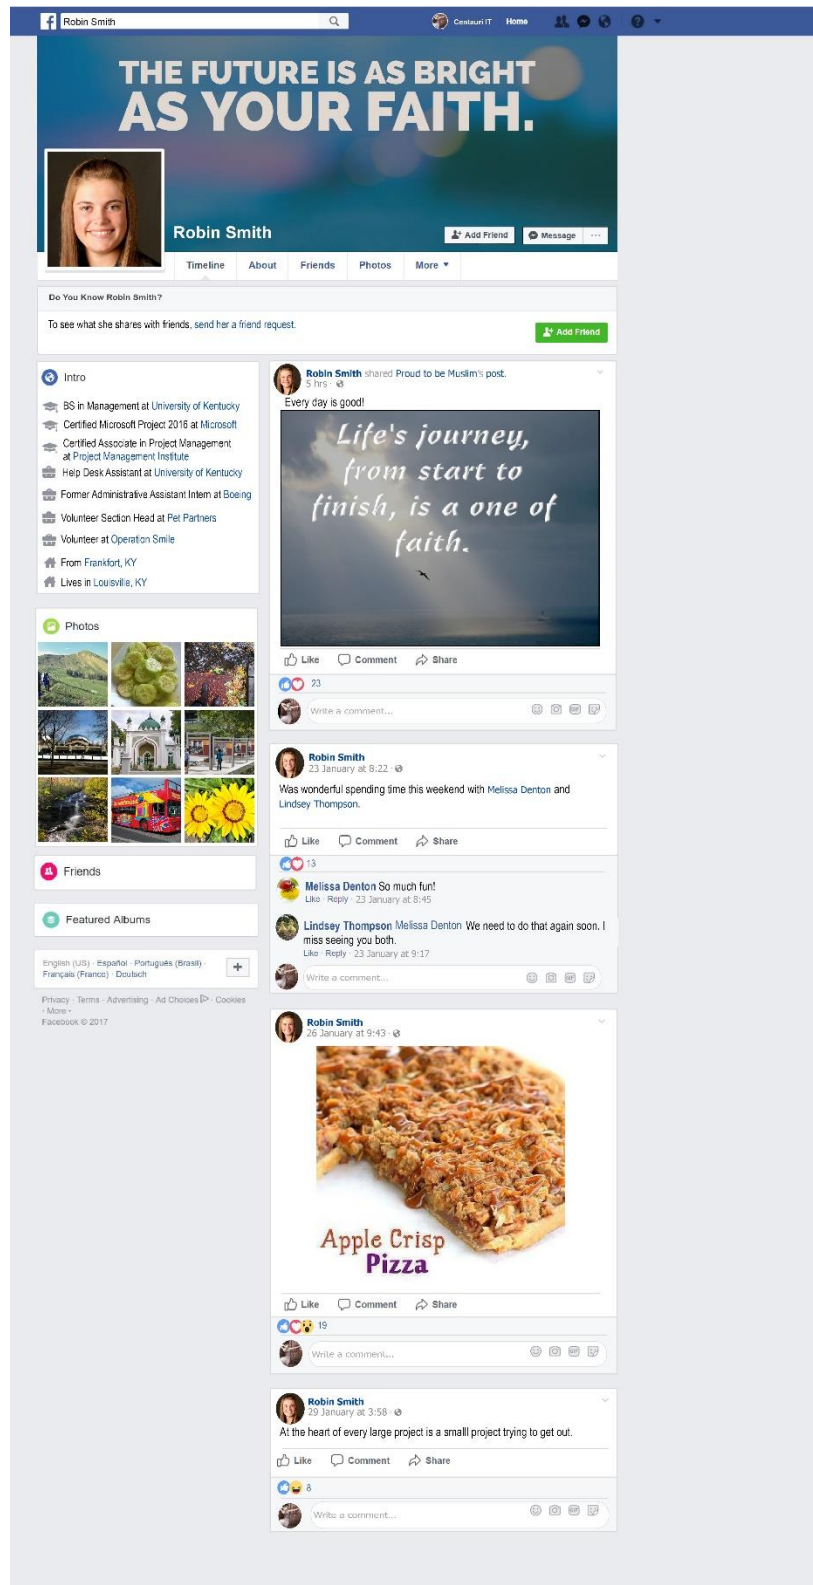 Robin Smith
Centauri IT Home
THE FUTURE IS AS BRIGHT
AS YOUR FAITH.
Robin Smith
Add Friend
Message
Timeline About Friends Photos More
Do You Know Robin Smith?
To see what she shares with friends, send her a friend request.
Add Friend
Intro
BS in Management at University of Kentucky
Certified Microsoft Project 2016 at Microsoft
Certified Associate in Project Management
at Project Management Institute
Help Desk Assistant at University of Kentucky
Former Administrative Assistant Intern at Boeing
Volunteer Section Head at Pet Partners
Volunteer at Operation Smile
From Frankfort, KY
Lives in Louisville, KY
Photos
Friends
Featured Albums
English (US) · Español · Português (Brasil) ·
Français (France) · Deutsch
Privacy · Terms · Advertising · Ad Choices · Cookies
· More
Facebook © 2017
Robin Smith shared Proud to be Muslim's post.
5 hrs ·
Every day is good!
Life's journey,
from start to
finish, is a one of
faith.
Like Comment Share
23
Write a comment...
GIF
Robin Smith
23 January at 8:22 ·
Was wonderful spending time this weekend with Melissa Denton and
Lindsey Thompson.
Like Comment Share
13
Melissa Denton So much fun!
Like · Reply · 23 January at 8:45
Lindsey Thompson Melissa Denton We need to do that again soon. I
miss seeing you both.
Like · Reply · 23 January at 9:17
Write a comment...
GIF
Robin Smith
26 January at 9:43 ·
Apple Crisp
Pizza
Like Comment Share
19
Write a comment...
GIF
Robin Smith
29 January at 3:58 ·
At the heart of every large project is a smalll project trying to get out.
Like Comment Share
8
Write a comment...
GIF